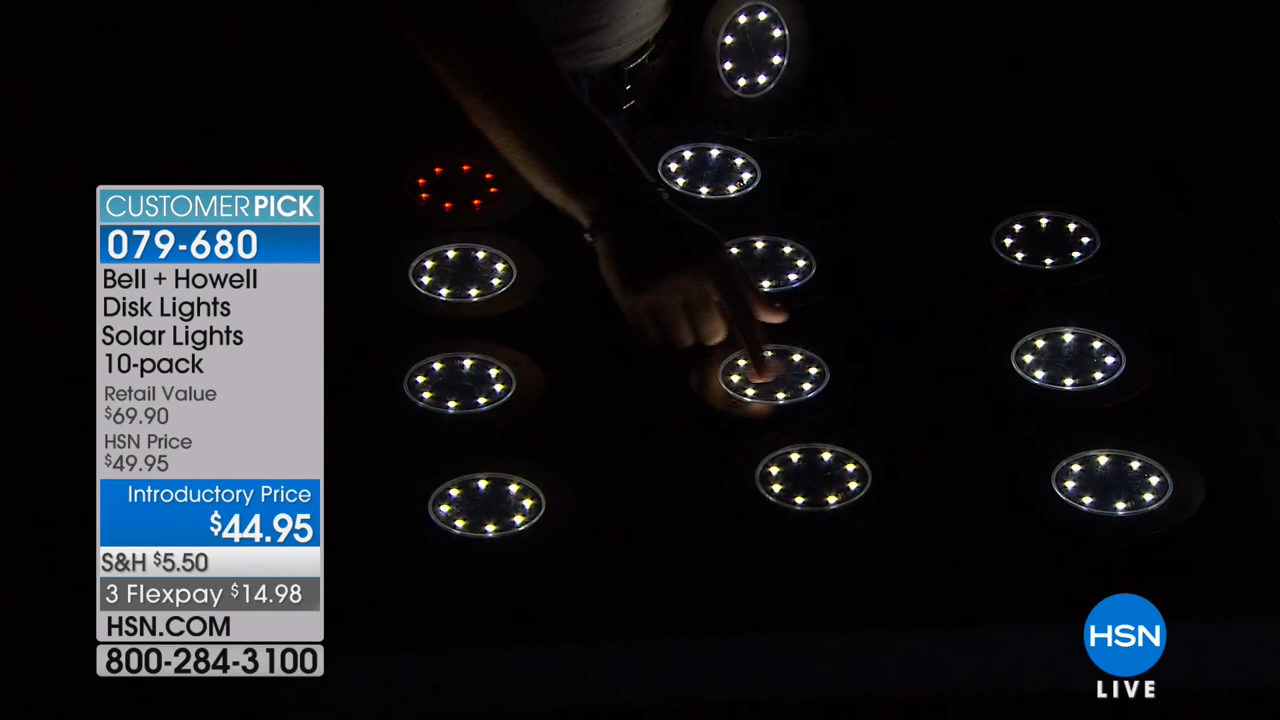 CUSTOMERPICK
079-680
Bell + Howell
Disk Lights
Solar Lights
10-pack
Retail Value
$69.90
HSN Price
$49.95
Introductory Price
$44.95
S&H $5.50
3 Flexpay $14.98
HSN.COM
800-284-3100
HSN
LIVE